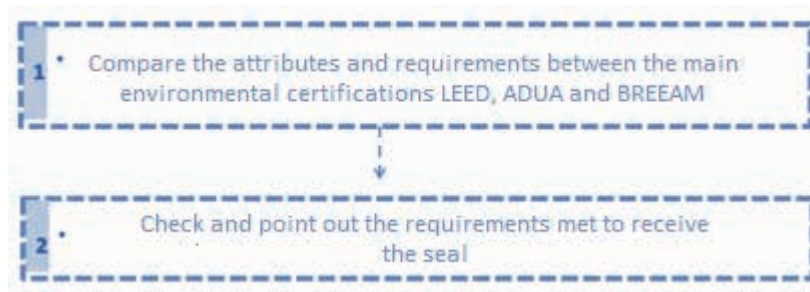 1 • Compare the attributes and requirements between the main
environmental certifications LEED, ADUA and BREEAM
2 • Check and point out the requirements met to receive
the seal